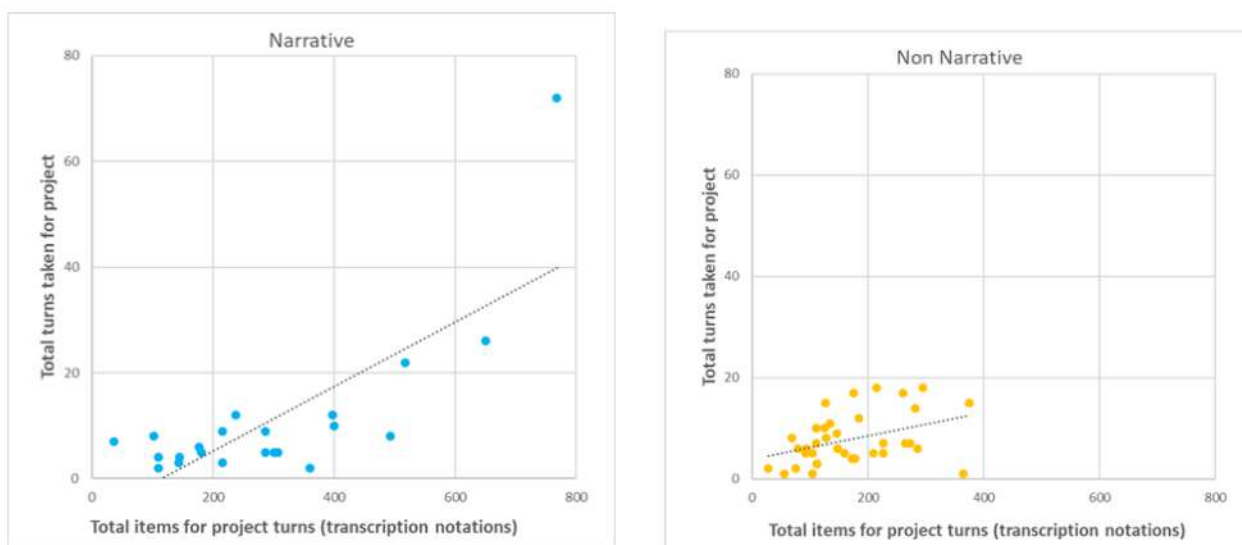 Narrative
80
60
40
20
0
0 200 400 600 800
Total turns taken for project
Total items for project turns (transcription notations)
Non Narrative
80
60
40
20
0
0 200 400 600 800
Total turns taken for project
Total items for project turns (transcription notations)